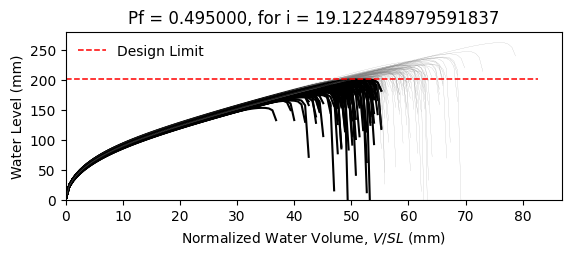 Pf = 0.495000, for i = 19.122448979591837
Design Limit
Water Level (mm)
250
200
150
100
50
0
0 10 20 30 40 50 60 70 80
Normalized Water Volume, V/SL (mm)